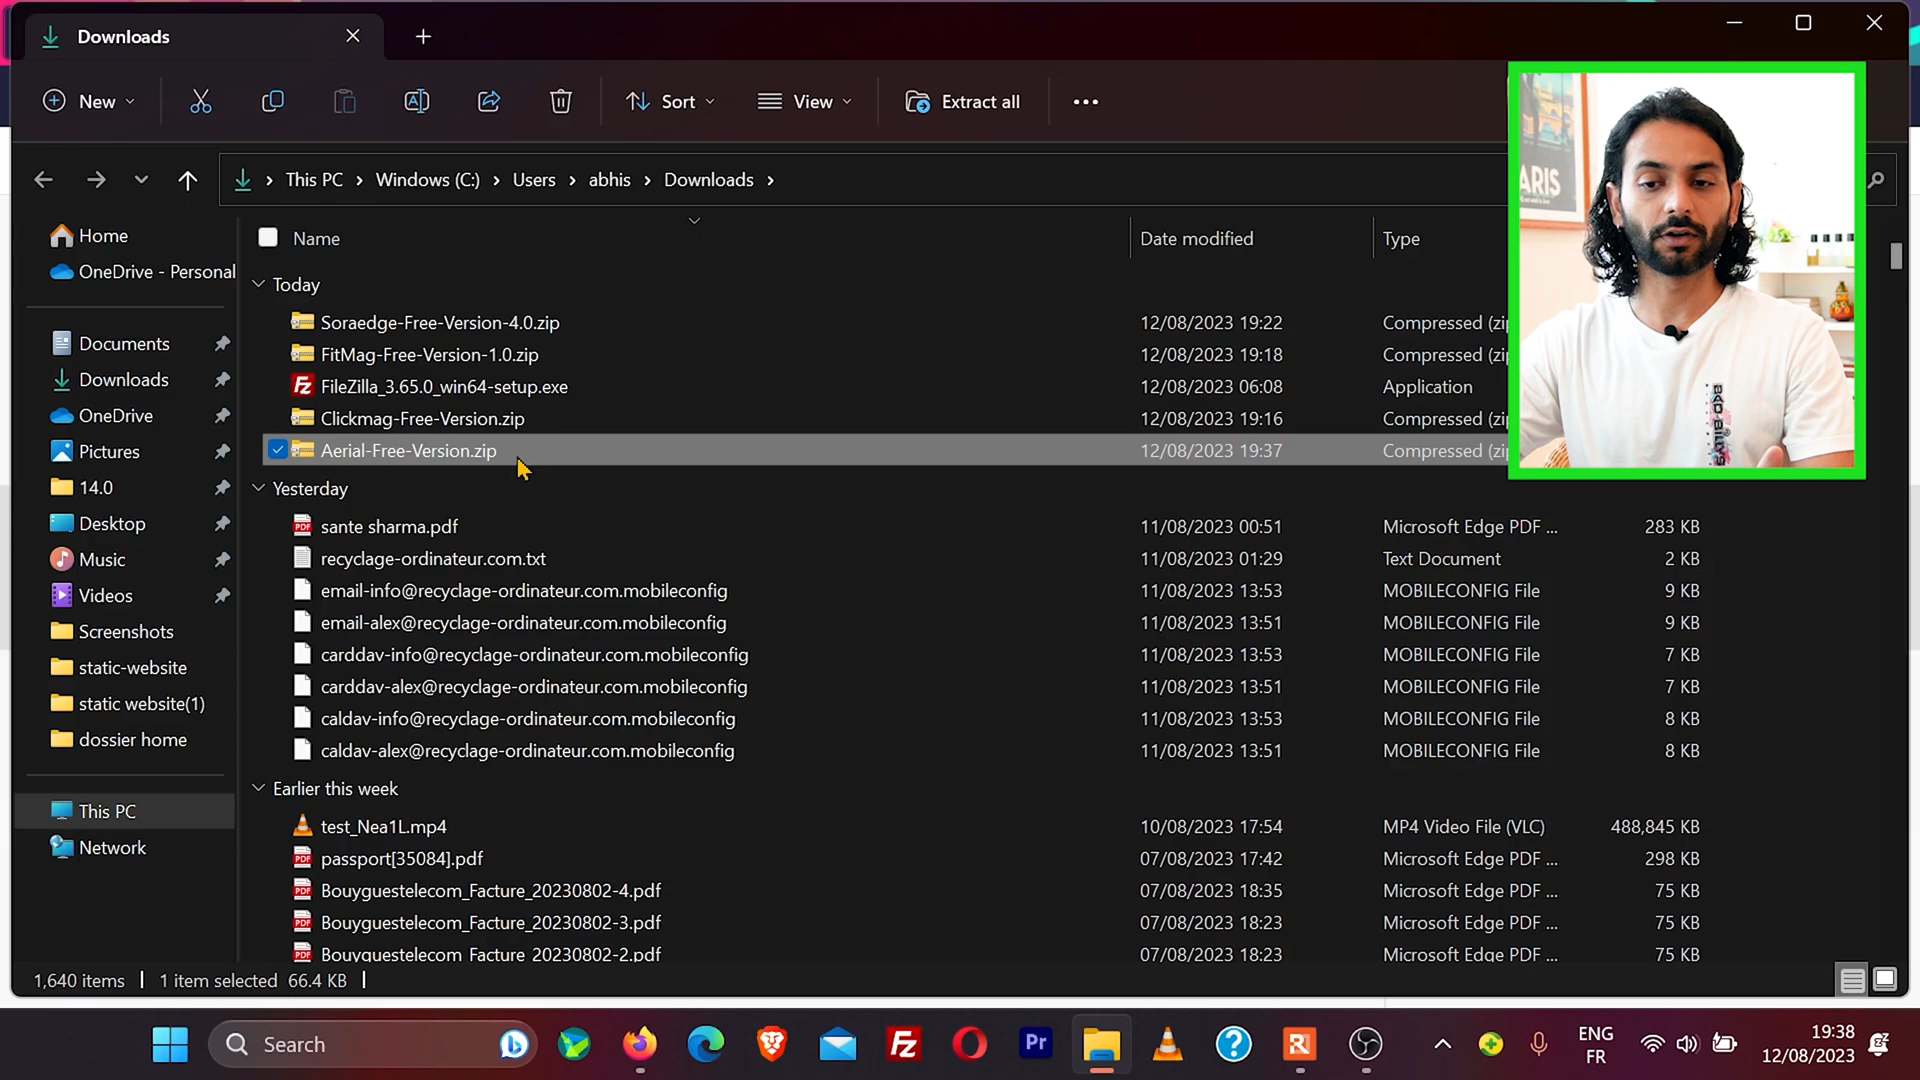 Downloads
New
Sort
View
Extract all
This PC
Windows (C:)
Users
abhis
Downloads
ARIS
BAD BILLYS
Home
OneDrive - Personal
Documents
Downloads
OneDrive
Pictures
14.0
Desktop
Music
Videos
Screenshots
static-website
static website(1)
dossier home
This PC
Network
Name Date modified Type
Today
Soraedge-Free-Version-4.0.zip 12/08/2023 19:22 Compressed (zip
FitMag-Free-Version-1.0.zip 12/08/2023 19:18 Compressed (zip
FileZilla_3.65.0_win64-setup.exe 12/08/2023 06:08 Application
Clickmag-Free-Version.zip 12/08/2023 19:16 Compressed (zip
Aerial-Free-Version.zip 12/08/2023 19:37 Compressed (zip
Yesterday
sante sharma.pdf 11/08/2023 00:51 Microsoft Edge PDF ... 283 KB
recyclage-ordinateur.com.txt 11/08/2023 01:29 Text Document 2 KB
email-info@recyclage-ordinateur.com.mobileconfig 11/08/2023 13:53 MOBILECONFIG File 9 KB
email-alex@recyclage-ordinateur.com.mobileconfig 11/08/2023 13:51 MOBILECONFIG File 9 KB
carddav-info@recyclage-ordinateur.com.mobileconfig 11/08/2023 13:53 MOBILECONFIG File 7 KB
carddav-alex@recyclage-ordinateur.com.mobileconfig 11/08/2023 13:51 MOBILECONFIG File 7 KB
caldav-info@recyclage-ordinateur.com.mobileconfig 11/08/2023 13:53 MOBILECONFIG File 8 KB
caldav-alex@recyclage-ordinateur.com.mobileconfig 11/08/2023 13:51 MOBILECONFIG File 8 KB
Earlier this week
test_Nea1L.mp4 10/08/2023 17:54 MP4 Video File (VLC) 488,845 KB
passport[35084].pdf 07/08/2023 17:42 Microsoft Edge PDF ... 298 KB
Bouyguestelecom_Facture_20230802-4.pdf 07/08/2023 18:35 Microsoft Edge PDF ... 75 KB
Bouyguestelecom_Facture_20230802-3.pdf 07/08/2023 18:23 Microsoft Edge PDF ... 75 KB
Bouyguestelecom_Facture_20230802-2.pdf 07/08/2023 18:23 Microsoft Edge PDF ... 75 KB
1,640 items 1 item selected 66.4 KB
Search
Pr
ENG
FR
19:38
12/08/2023